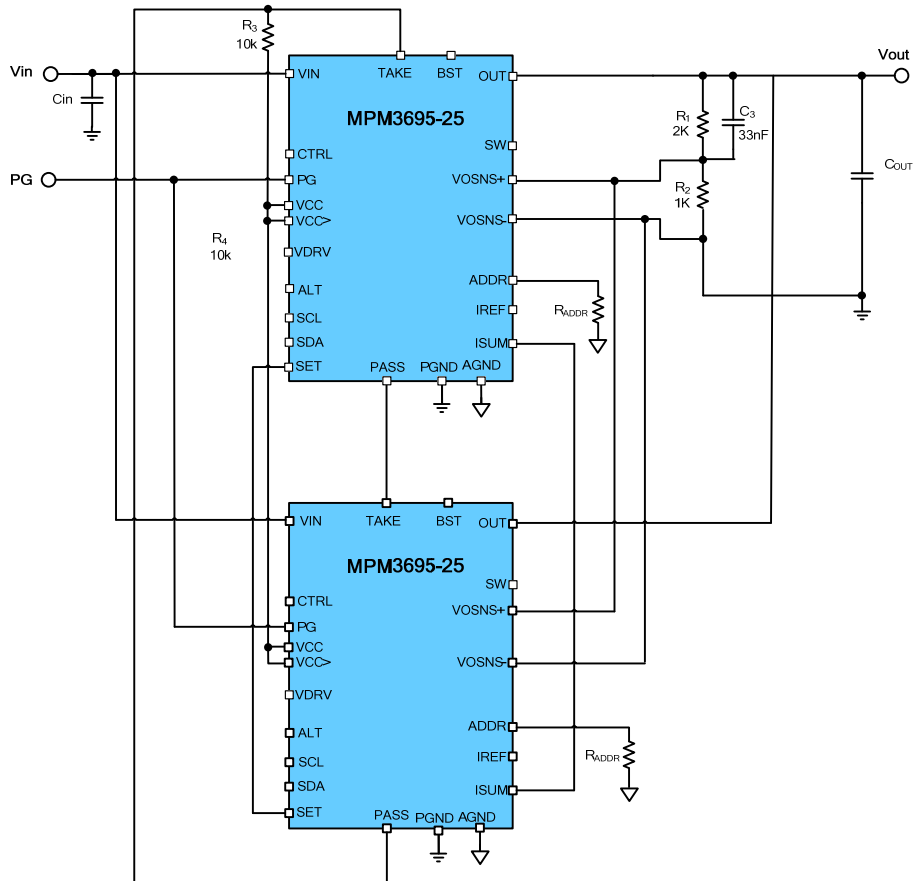 R3
10k
Vin
Cin
PG
R4
10k
VIN
TAKE
BST
OUT
MPM3695-25
SW
CTRL
PG
VOSNS+
VCC
VCC>
VOSNS-
VDRV
ADDR
ALT
IREF
SCL
SDA
ISUM
SET
PASS
PGND
AGND
Vout
R1
2K
C3
33nF
R2
1K
COUT
RADDR
VIN
TAKE
BST
OUT
MPM3695-25
SW
CTRL
VOSNS+
PG
VCC
VCC>
VOSNS-
VDRV
ADDR
ALT
IREF
SCL
SDA
ISUM
SET
PASS
PGND
AGND
RADDR